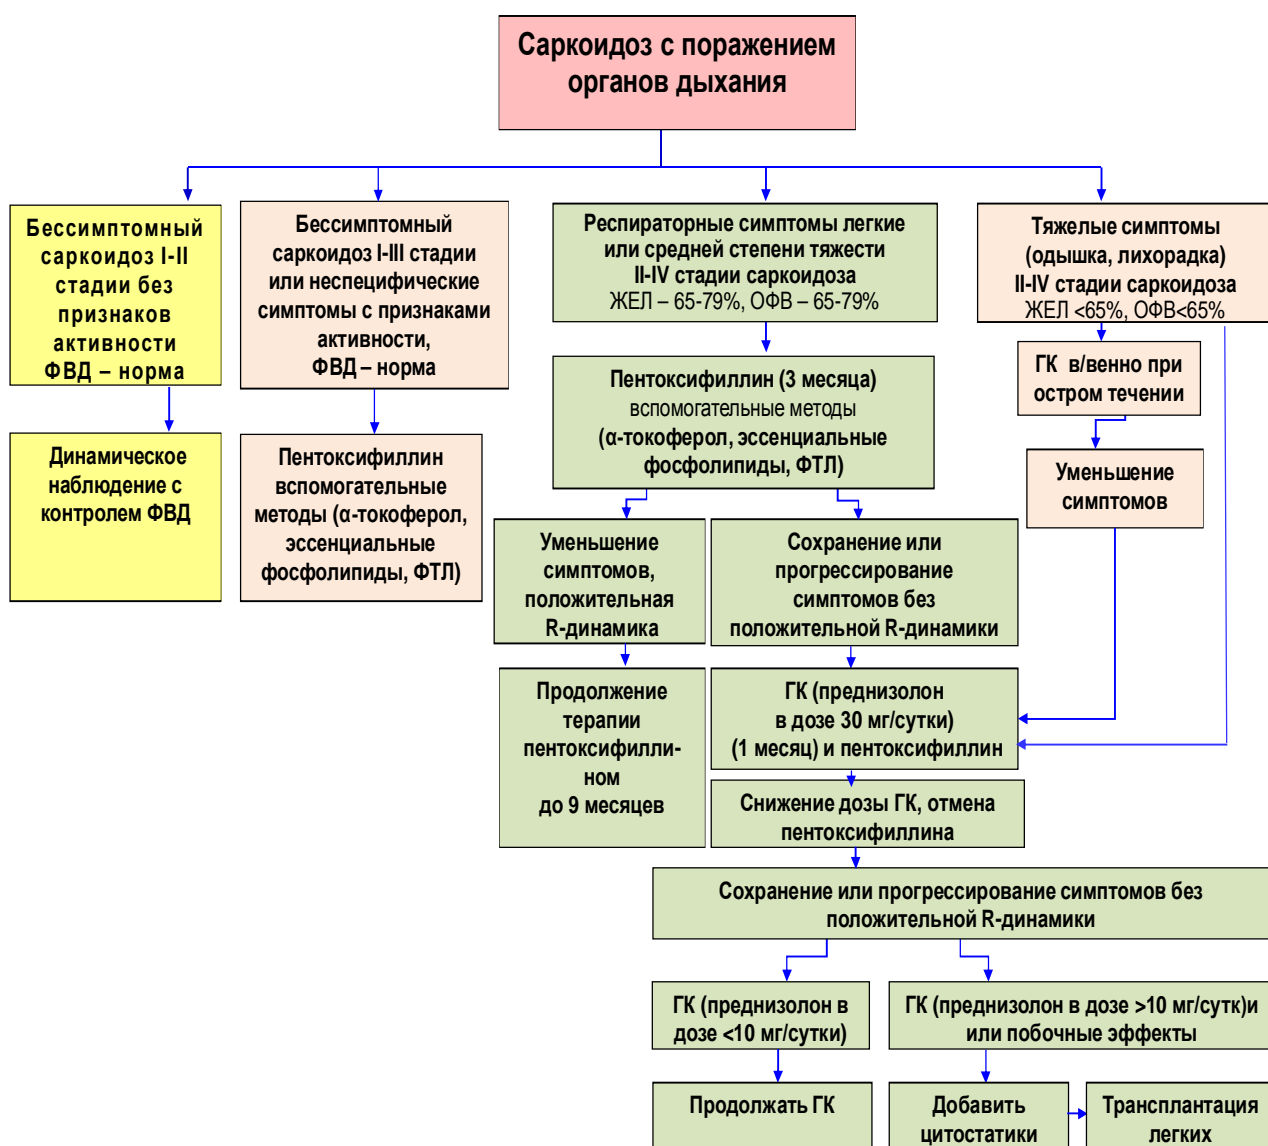 Саркоидоз с поражением
органов дыхания
Бессимптомный
саркоидоз I-II
стадии без
признаков
активности
ФВД – норма
Бессимптомный
саркоидоз I-III стадии
или неспецифические
симптомы с признаками
активности,
ФВД – норма
Респираторные симптомы легкие
или средней степени тяжести
II-IV стадии саркоидоза
ЖЕЛ – 65-79%, ОФВ – 65-79%
Тяжелые симптомы
(одышка, лихорадка)
II-IV стадии саркоидоза
ЖЕЛ <65%, ОФВ<65%
Динамическое
наблюдение с
контролем ФВД
Пентоксифиллин
вспомогательные
методы (α-токоферол,
эссенциальные
фосфолипиды, ФТЛ)
Пентоксифиллин (3 месяца)
вспомогательные методы
(α-токоферол, эссенциальные
фосфолипиды, ФТЛ)
ГК в/венно при
остром течении
Уменьшение
симптомов
Уменьшение
симптомов,
положительная
R-динамика
Сохранение или
прогрессирование
симптомов без
положительной R-динамики
Продолжение
терапии
пентоксифилли-
ном
до 9 месяцев
ГК (преднизолон
в дозе 30 мг/сутки)
(1 месяц) и пентоксифиллин
Снижение дозы ГК, отмена
пентоксифиллина
Сохранение или прогрессирование симптомов без
положительной R-динамики
ГК (преднизолон в
дозе <10 мг/сутки)
ГК (преднизолон в дозе >10 мг/сутк)и
или побочные эффекты
Продолжать ГК
Добавить
цитостатики
Трансплантация
легких